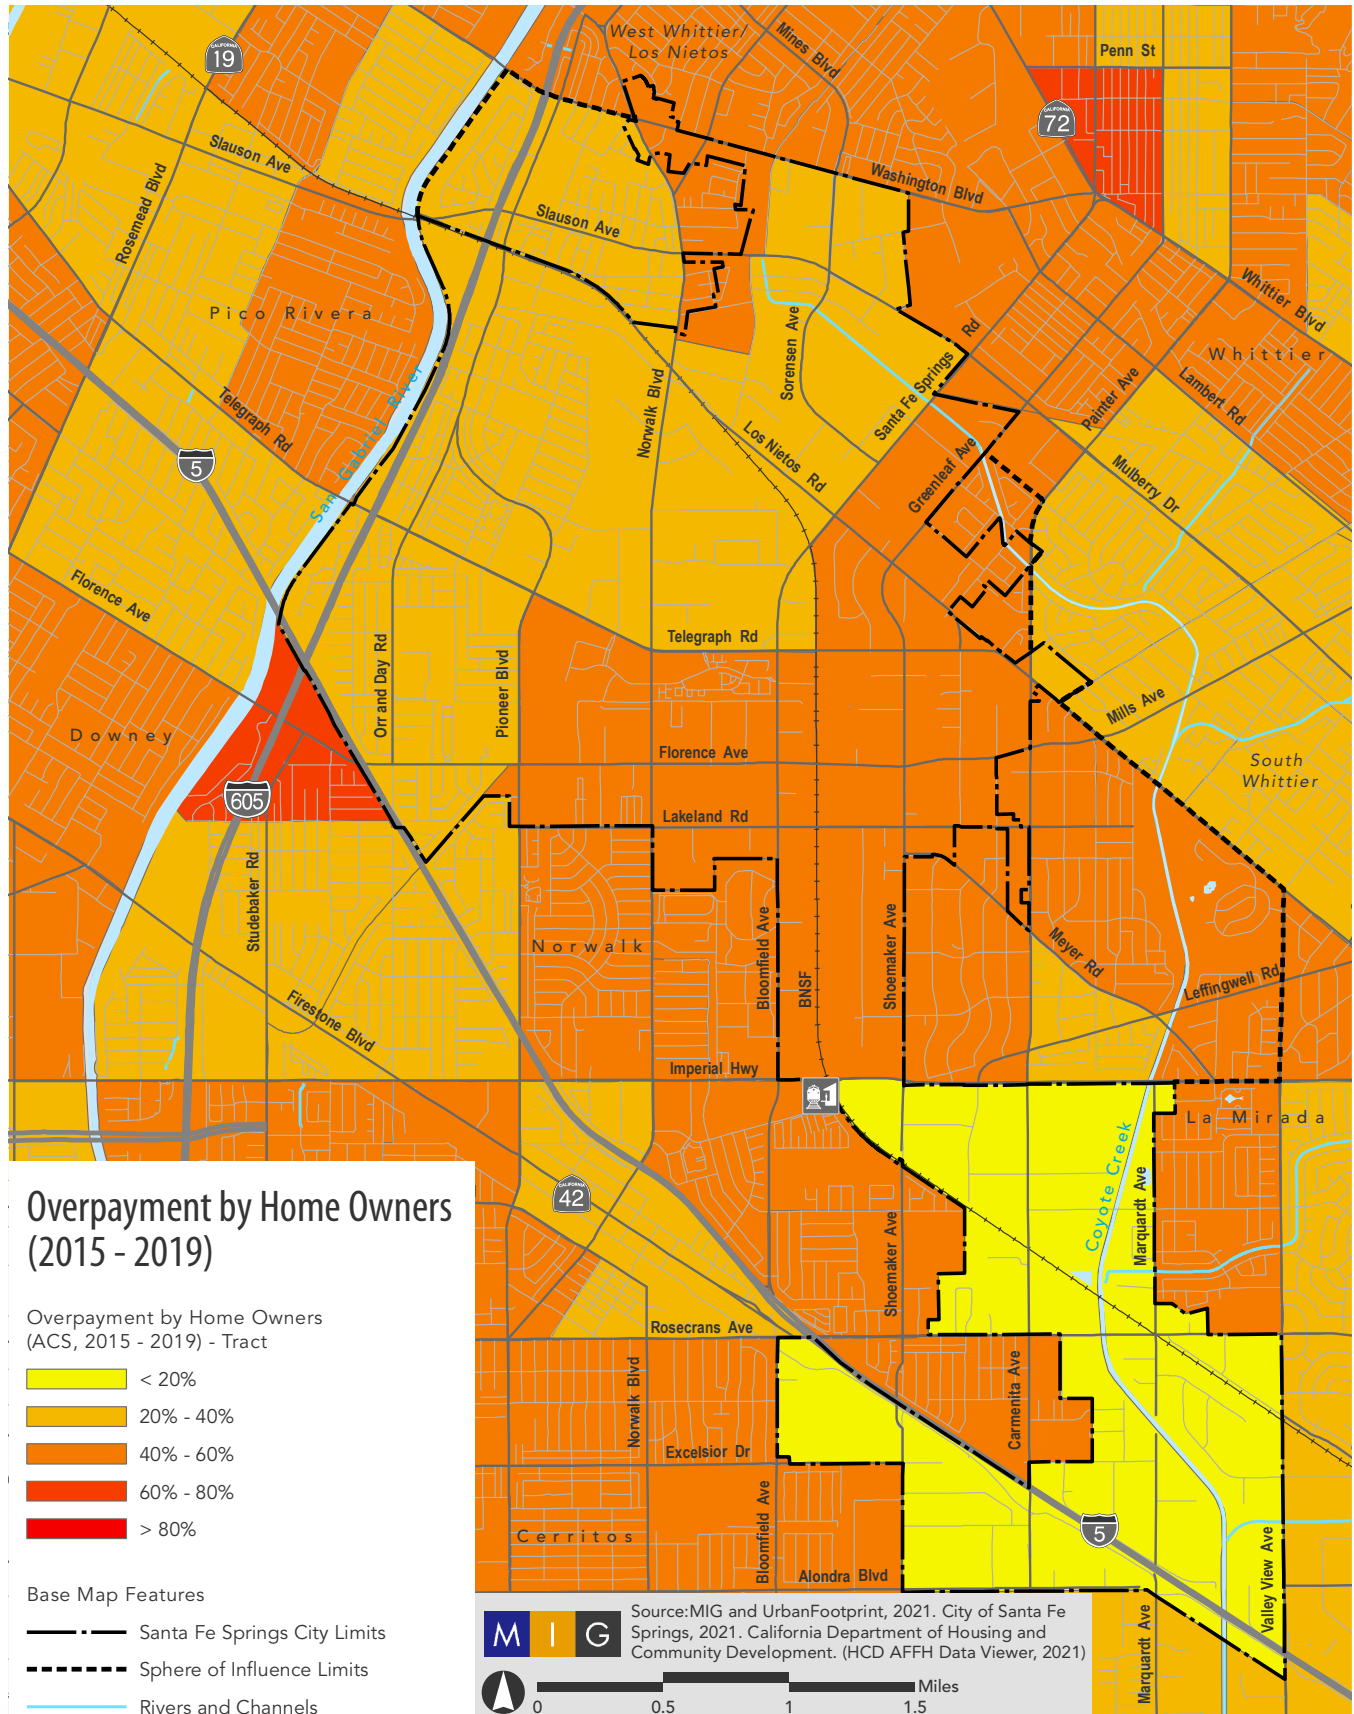 West Whittier/
Los Nietos
Mines Blvd
Penn St
CALIFORNIA
19
CALIFORNIA
72
Slauson Ave
Rosemead Blvd
Washington Blvd
Slauson Ave
Whittier Blvd
Pico Rivera
Whittier
Sorensen Ave
Santa Fe Springs Rd
Lambert Rd
Painter Ave
Telegraph Rd
San Gabriel River
Norwalk Blvd
Los Nietos Rd
Greenleaf Ave
Mulberry Dr
5
Florence Ave
Telegraph Rd
Orr and Day Rd
Pioneer Blvd
Mills Ave
Downey
Florence Ave
South
Whittier
605
Lakeland Rd
Studebaker Rd
Norwalk
Bloomfield Ave
BNSF
Shoemaker Ave
Meyer Rd
Leffingwell Rd
Firestone Blvd
Imperial Hwy
La Mirada
Coyote Creek
Marquardt Ave
CALIFORNIA
42
Shoemaker Ave
Rosecrans Ave
Norwalk Blvd
Carmenita Ave
Excelsior Dr
Bloomfield Ave
Cerritos
5
Valley View Ave
Alondra Blvd
Marquardt Ave
Overpayment by Home Owners
(2015 - 2019)
Overpayment by Home Owners
(ACS, 2015 - 2019) - Tract
< 20%
20% - 40%
40% - 60%
60% - 80%
> 80%
Base Map Features
Santa Fe Springs City Limits
Sphere of Influence Limits
Rivers and Channels
M I G
Source:MIG and UrbanFootprint, 2021. City of Santa Fe
Springs, 2021. California Department of Housing and
Community Development. (HCD AFFH Data Viewer, 2021)
Miles
0 0.5 1 1.5